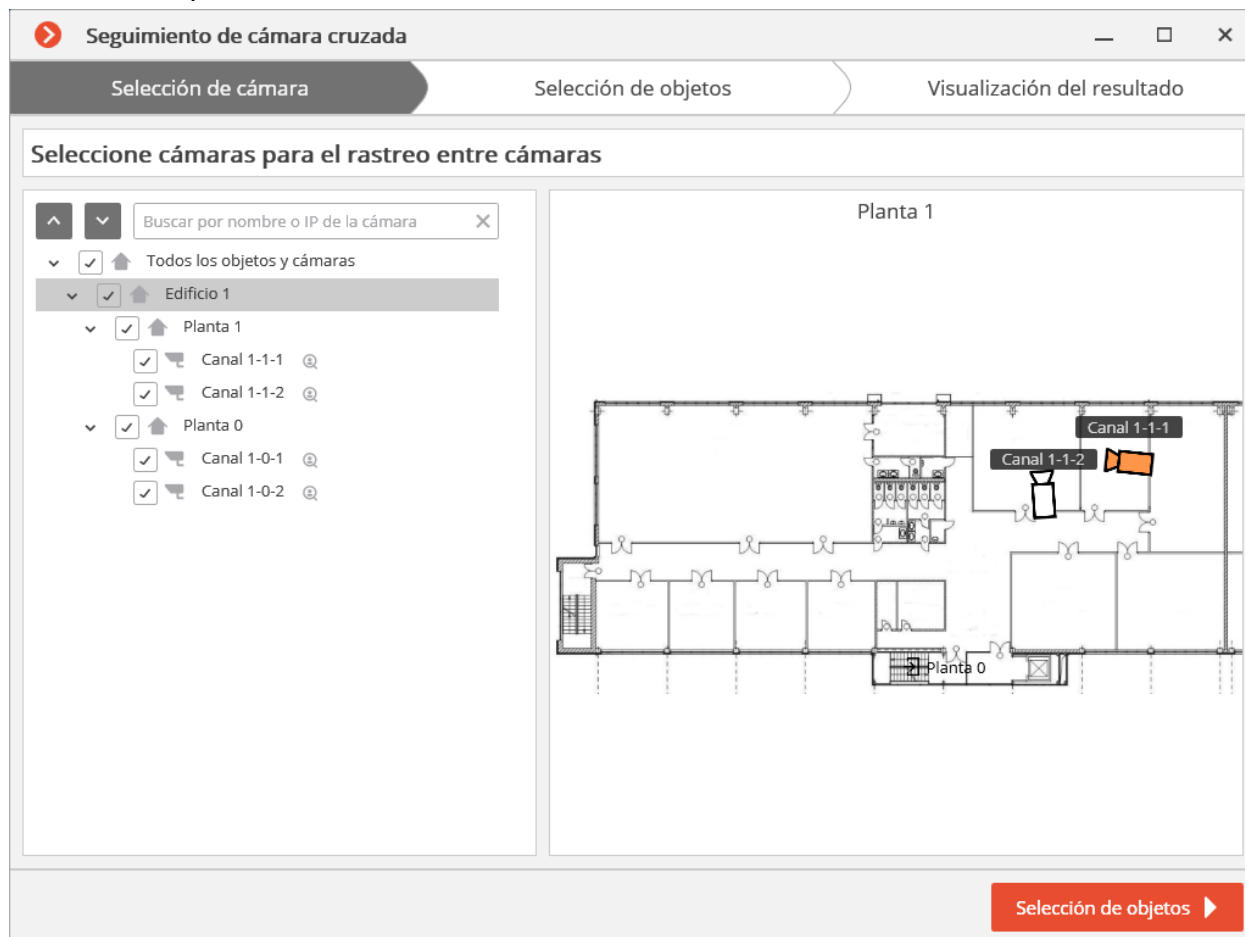 Seguimiento de cámara cruzada
Selección de cámara
Selección de objetos
Visualización del resultado
Seleccione cámaras para el rastreo entre cámaras
Buscar por nombre o IP de la cámara
Todos los objetos y cámaras
Edificio 1
Planta 1
Canal 1-1-1
Canal 1-1-2
Planta 0
Canal 1-0-1
Canal 1-0-2
Planta 1
Canal 1-1-1
Canal 1-1-2
Planta 0
Selección de objetos